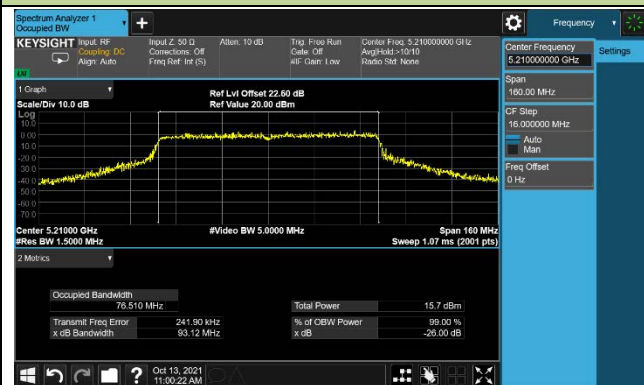 Spectrum Analyzer 1
Occupied BW
+
Frequency
KEYSIGHT
Input: RF
Coupling: DC
Align: Auto
Input Z: 50 Ω
Corrections: Off
Freq Ref: Int (S)
Atten: 10 dB
Trig: Free Run
Gate: Off
#IF Gain: Low
Center Freq: 5.210000000 GHz
Avg|Hold:>10/10
Radio Std: None
1 Graph
Scale/Div 10.0 dB
Ref Lvl Offset 22.60 dB
Ref Value 20.00 dBm
Log
10.0
0.00
-10.0
-20.0
-30.0
-40.0
-50.0
-60.0
-70.0
Center 5.21000 GHz
#Res BW 1.5000 MHz
#Video BW 5.0000 MHz
Span 160 MHz
Sweep 1.07 ms (2001 pts)
2 Metrics
Occupied Bandwidth
76.510 MHz
Total Power
15.7 dBm
Transmit Freq Error
241.90 kHz
% of OBW Power
99.00 %
x dB Bandwidth
93.12 MHz
x dB
-26.00 dB
Center Frequency
5.210000000 GHz
Settings
Span
160.00 MHz
CF Step
16.000000 MHz
Auto
Man
Freq Offset
0 Hz
?
Oct 13, 2021
11:00:22 AM